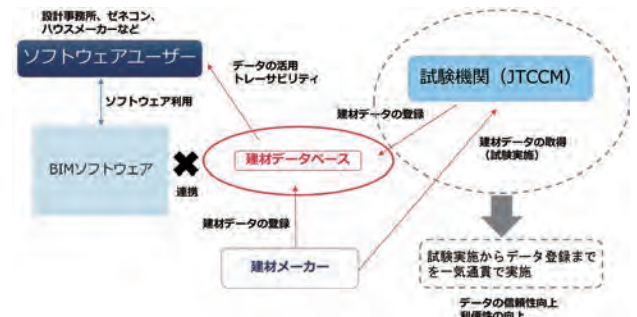 設計事務所、ゼネコン、
ハウスメーカーなど
ソフトウェアユーザー
データの活用
トレーサビリティ
試験機関（JTCCM）
ソフトウェア利用
建材データの登録
建材データの取得
（試験実施）
BIMソフトウェア
連携
建材データベース
建材データの登録
建材メーカー
試験実施からデータ登録まで
を一気通貫で実施
データの信頼性向上
利便性の向上